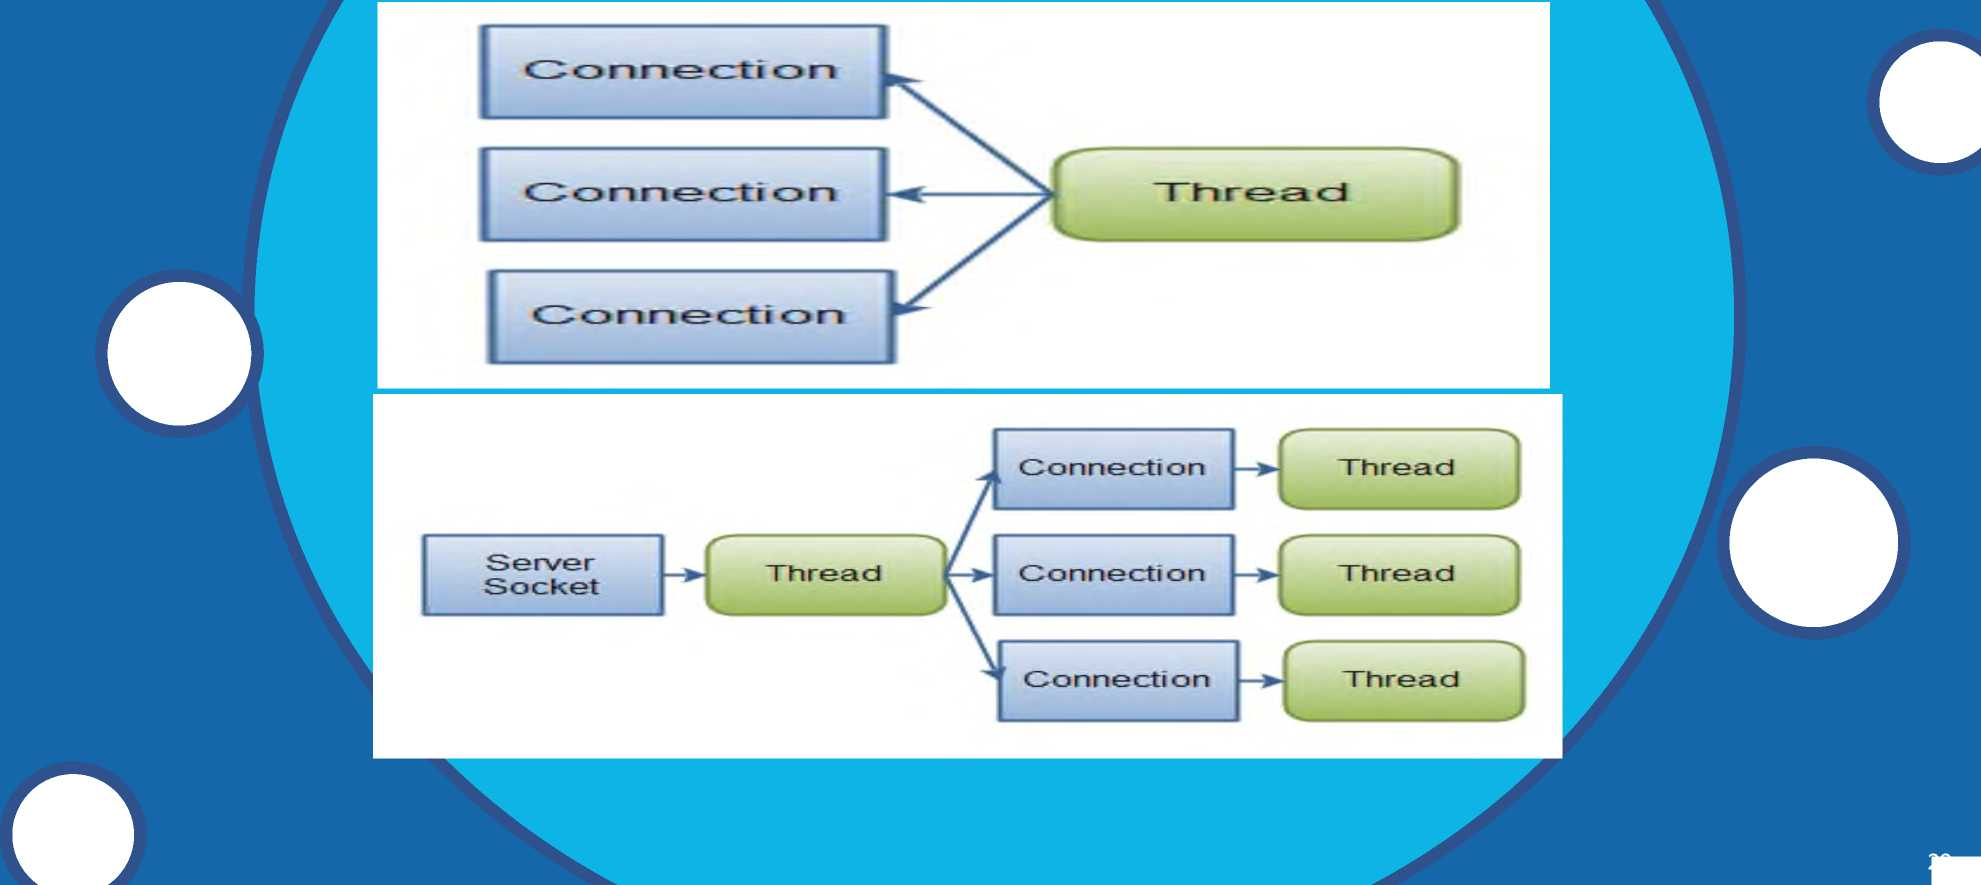 Connection
Connection
Thread
Connection
Connection
Thread
Server
Socket
Thread
Connection
Thread
Connection
Thread